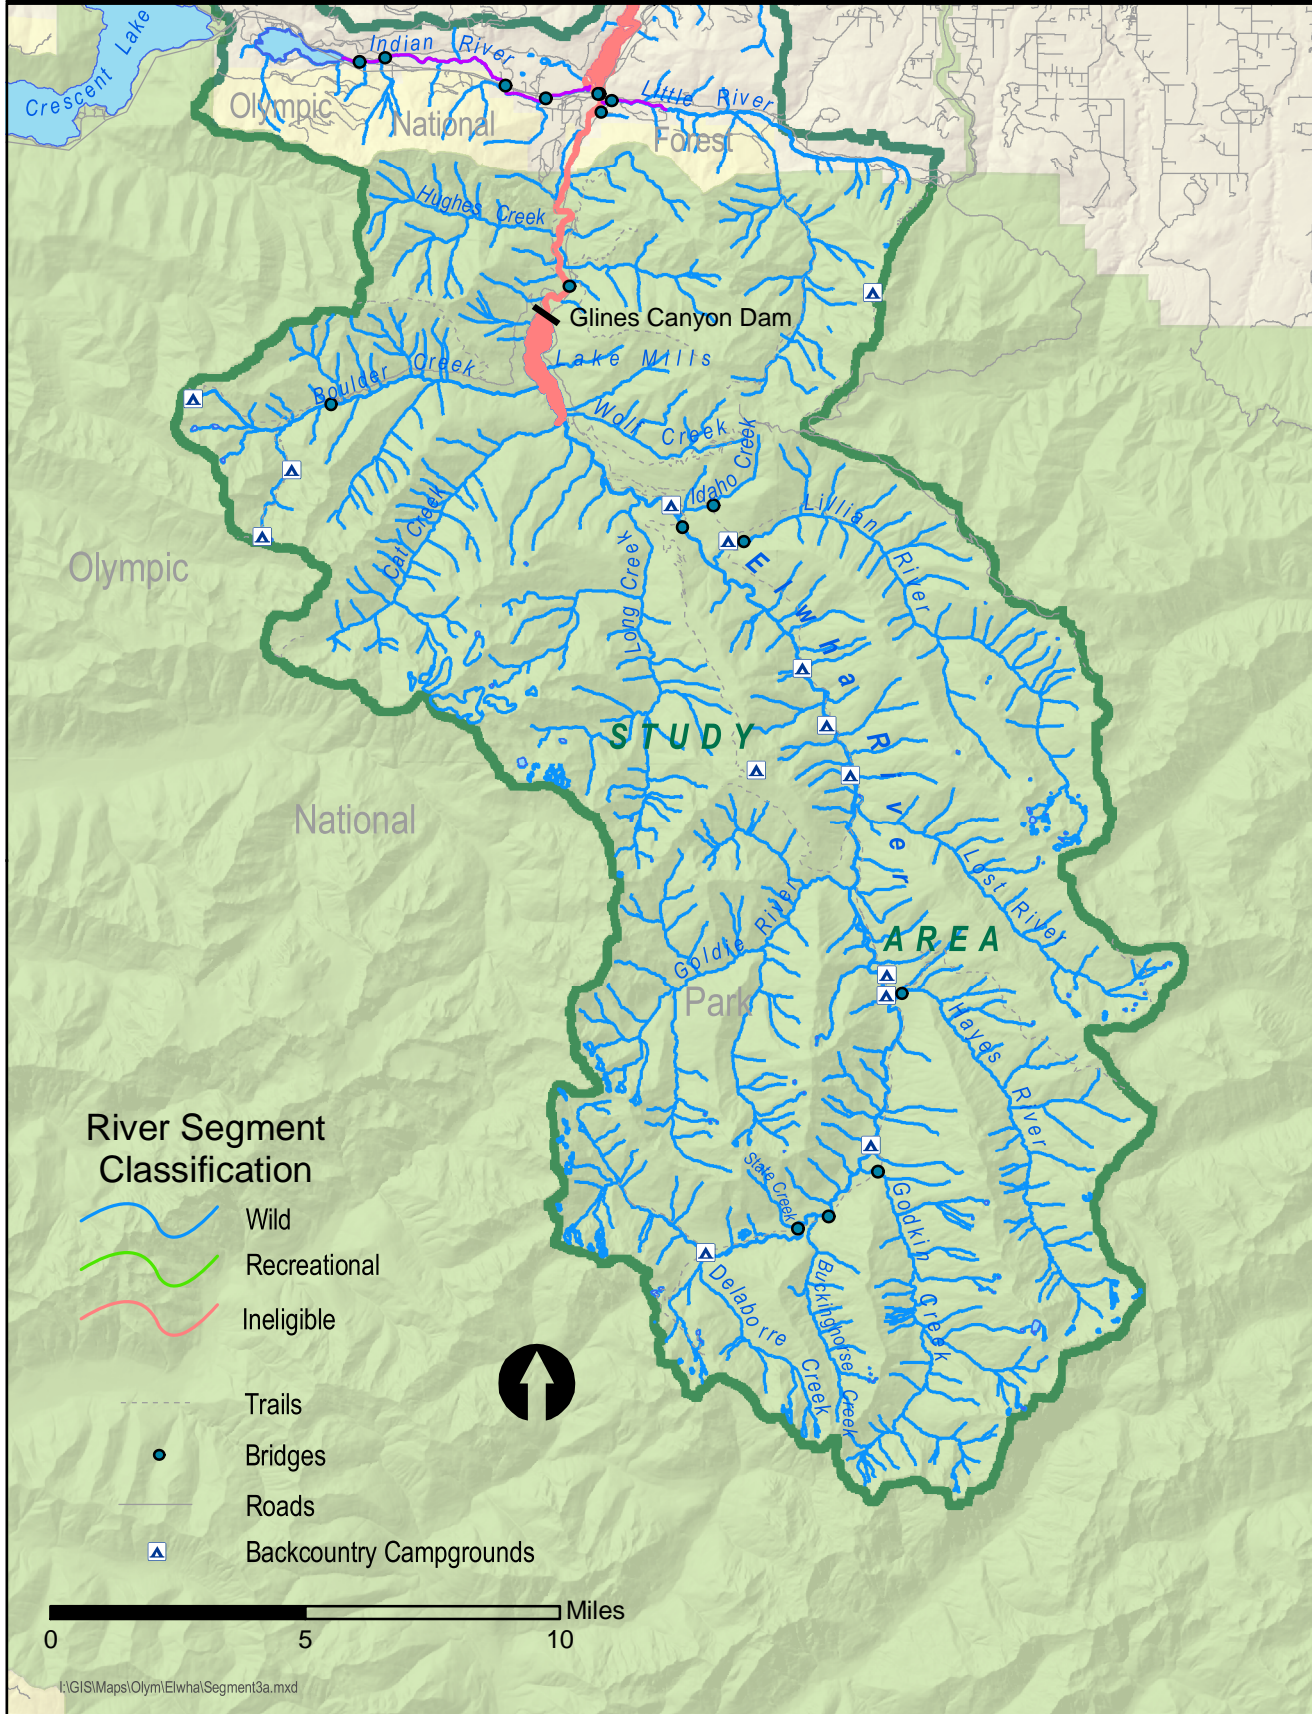 Crescent Lake
Indian River
Little River
Olympic
National
Forest
Hughes Creek
Glines Canyon Dam
Lake Mills
Boulder Creek
Wolf Creek
Idaho Creek
Lillian River
Cat Creek
Long Creek
Elwha River
Olympic
STUDY
National
Lost River
AREA
Goldie River
Park
Hayes River
River Segment
Classification
Wild
Recreational
Ineligible
Trails
Bridges
Roads
Backcountry Campgrounds
State Creek
Godkin Creek
Delaborre Creek
Buckinghorse Creek
Miles
0 5 10
I:\GIS\Maps\Olym\Elwha\Segment3a.mxd